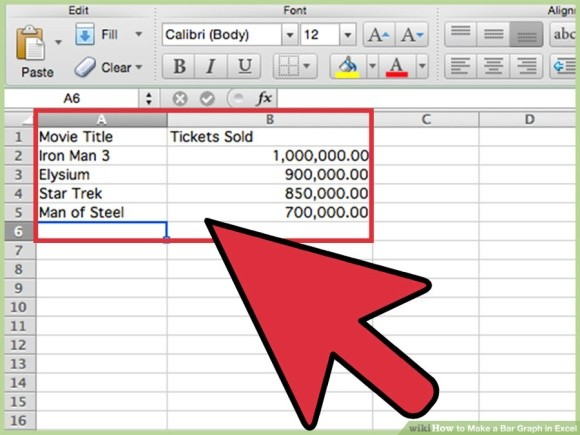 Edit Font Alignn
Fill Calibri (Body) 12 A A abc
Paste Clear B I U A
A6 fx
A B C D
1 Movie Title Tickets Sold
2 Iron Man 3 1,000,000.00
3 Elysium 900,000.00
4 Star Trek 850,000.00
5 Man of Steel 700,000.00
6
7
8
9
10
11
12
13
14
15
16
wikiHow to Make a Bar Graph in Excel